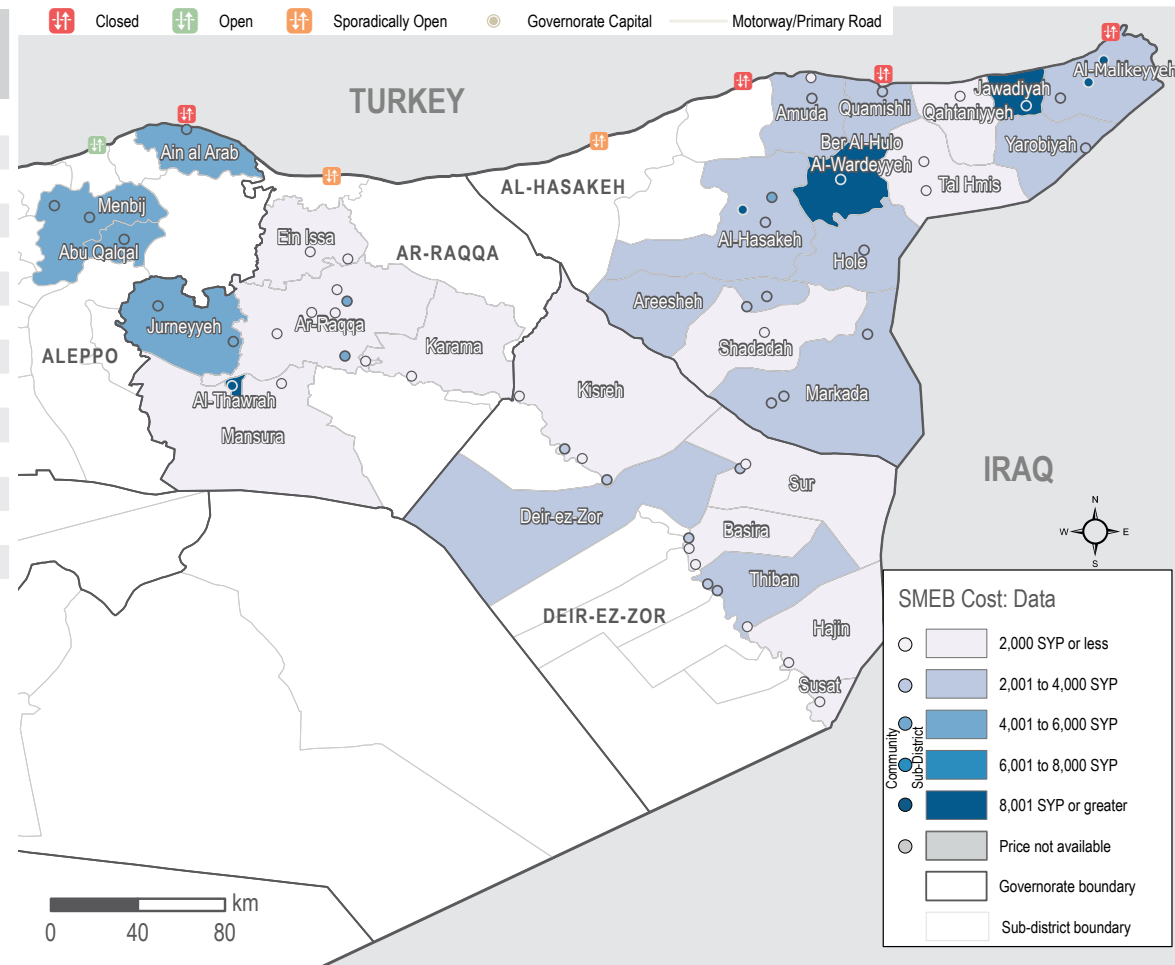 Closed
Open
Sporadically Open
Governorate Capital
Motorway/Primary Road
TURKEY
Ain al Arab
Menbij
Abu Qalqal
Ein Issa
AR-RAQQA
AL-HASAKEH
Amuda
Quamishli
Qahtaniyyeh
Jawadiyah
Al-Malikeyyeh
Yarobiyah
Ber Al-Hulo
Al-Wardeyyeh
Tal Hmis
Al-Hasakeh
Hole
Areesheh
Shadadah
Markada
Jurneyyeh
Ar-Raqqa
Karama
ALEPPO
Al-Thawrah
Mansura
Kisreh
Sur
IRAQ
Deir-ez-Zor
Basira
Thiban
DEIR-EZ-ZOR
Hajin
Susat
N
W
E
S
SMEB Cost: Data
Community
Sub-District
2,000 SYP or less
2,001 to 4,000 SYP
4,001 to 6,000 SYP
6,001 to 8,000 SYP
8,001 SYP or greater
Price not available
Governorate boundary
Sub-district boundary
km
0 40 80